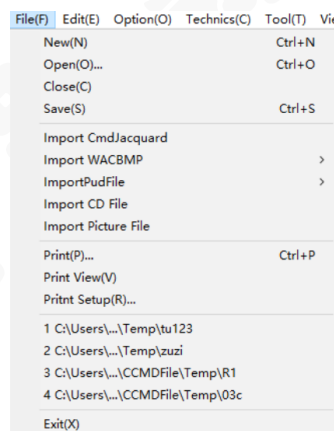 File(F) Edit(E) Option(O) Technics(C) Tool(T) Vi
New(N) Ctrl+N
Open(O)... Ctrl+O
Close(C)
Save(S) Ctrl+S
Import CmdJacquard
Import WACBMP >
ImportPudFile >
Import CD File
Import Picture File
Print(P)... Ctrl+P
Print View(V)
Pritnt Setup(R)...
1 C:\Users\...\Temp\tu123
2 C:\Users\...\Temp\zuzi
3 C:\Users\...\CCMDFile\Temp\R1
4 C:\Users\...\CCMDFile\Temp\03c
Exit(X)